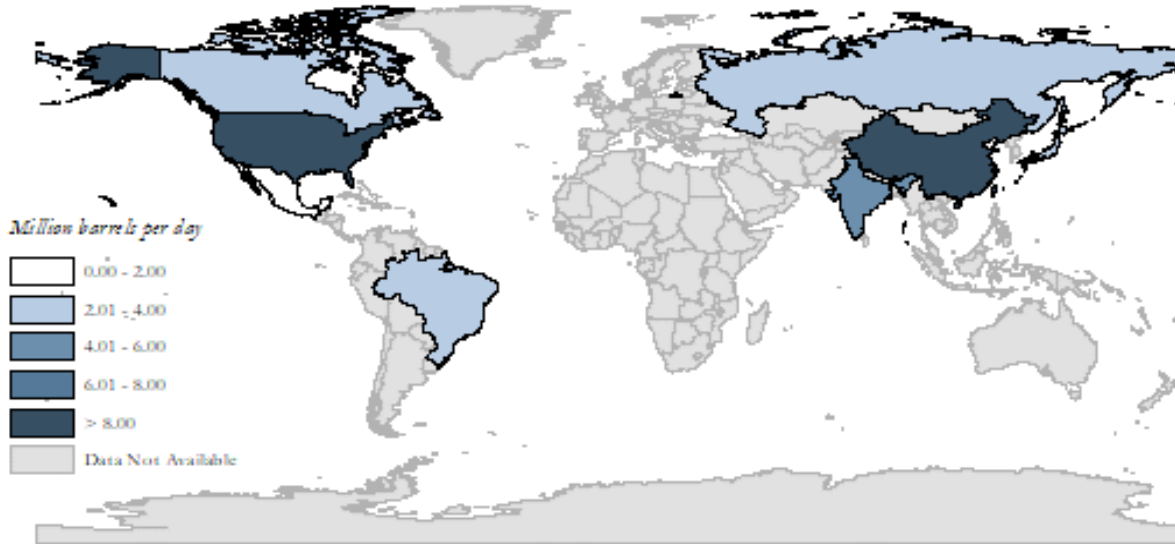 Million barrels per day
0.00 - 2.00
2.01 - 4.00
4.01 - 6.00
6.01 - 8.00
> 8.00
Data Not Available